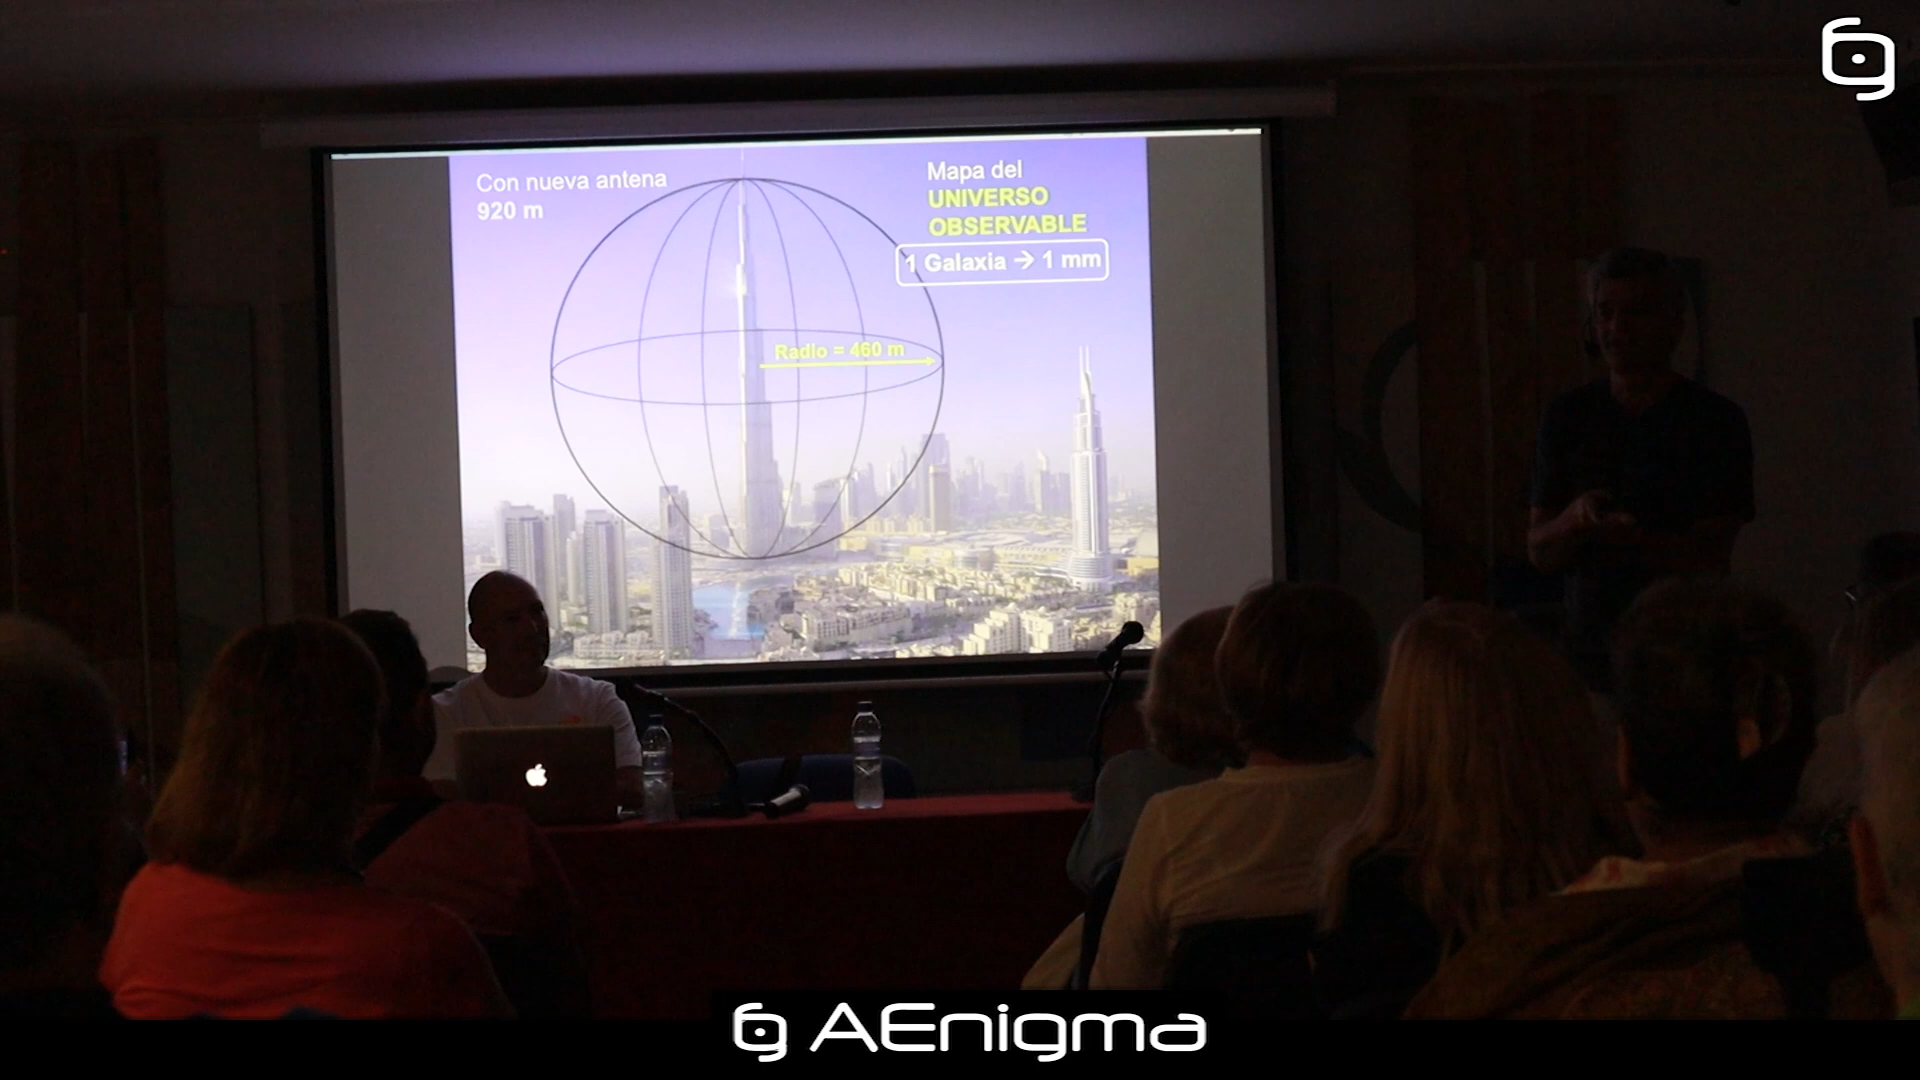 Con nueva antena
920 m
Mapa del
UNIVERSO
OBSERVABLE
1 Galaxia → 1 mm
Radio = 460 m
AEnigma